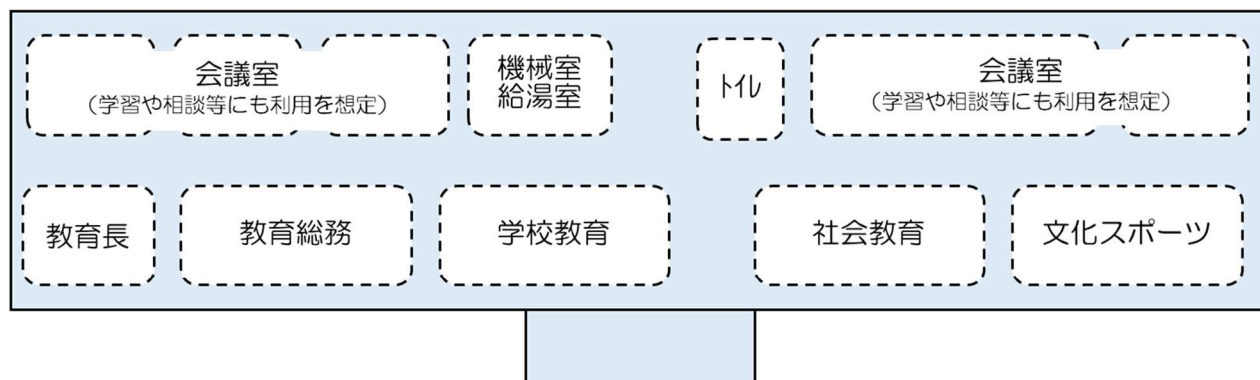 会議室
（学習や相談等にも利用を想定）
機械室
給湯室
トイレ
会議室
（学習や相談等にも利用を想定）
教育長
教育総務
学校教育
社会教育
文化スポーツ